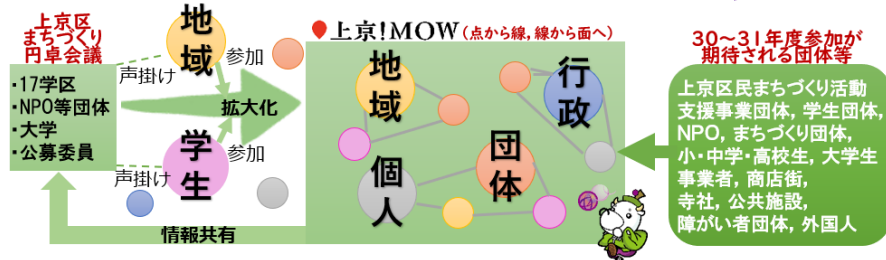 上京区
まちづくり
円卓会議
・17学区
・NPO等団体
・大学
・公募委員
地域
参加
声掛け
拡大化
学生
参加
声掛け
情報共有
上京!MOW(点から線,線から面へ)
地域
行政
個人
団体
30～31年度参加が
期待される団体等
上京区民まちづくり活動
支援事業団体, 学生団体,
NPO, まちづくり団体,
小・中学・高校生, 大学生
事業者, 商店街,
寺社, 公共施設,
障がい者団体, 外国人